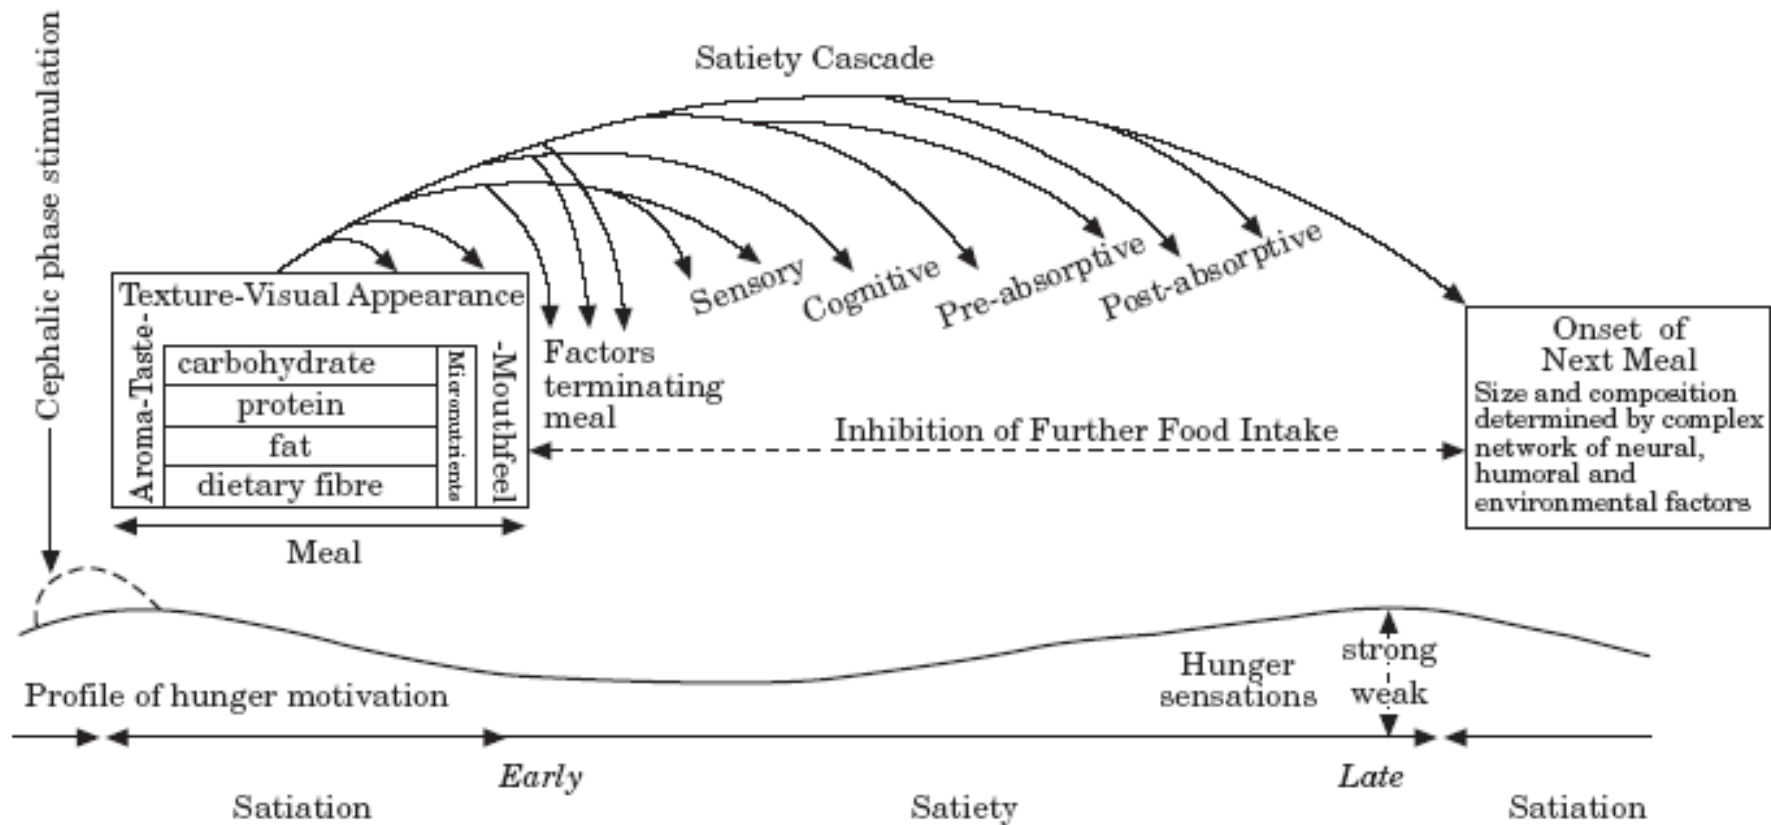 Satiety Cascade
Cephalic phase stimulation
Texture-Visual Appearance
Aroma-Taste-
carbohydrate
protein
fat
dietary fibre
Micronutrients
-Mouthfeel
Meal
Factors
terminating
meal
Sensory
Cognitive
Pre-absorptive
Post-absorptive
Inhibition of Further Food Intake
Onset of
Next Meal
Size and composition
determined by complex
network of neural,
humoral and
environmental factors
Profile of hunger motivation
Hunger
sensations
strong
weak
Early
Late
Satiation
Satiety
Satiation